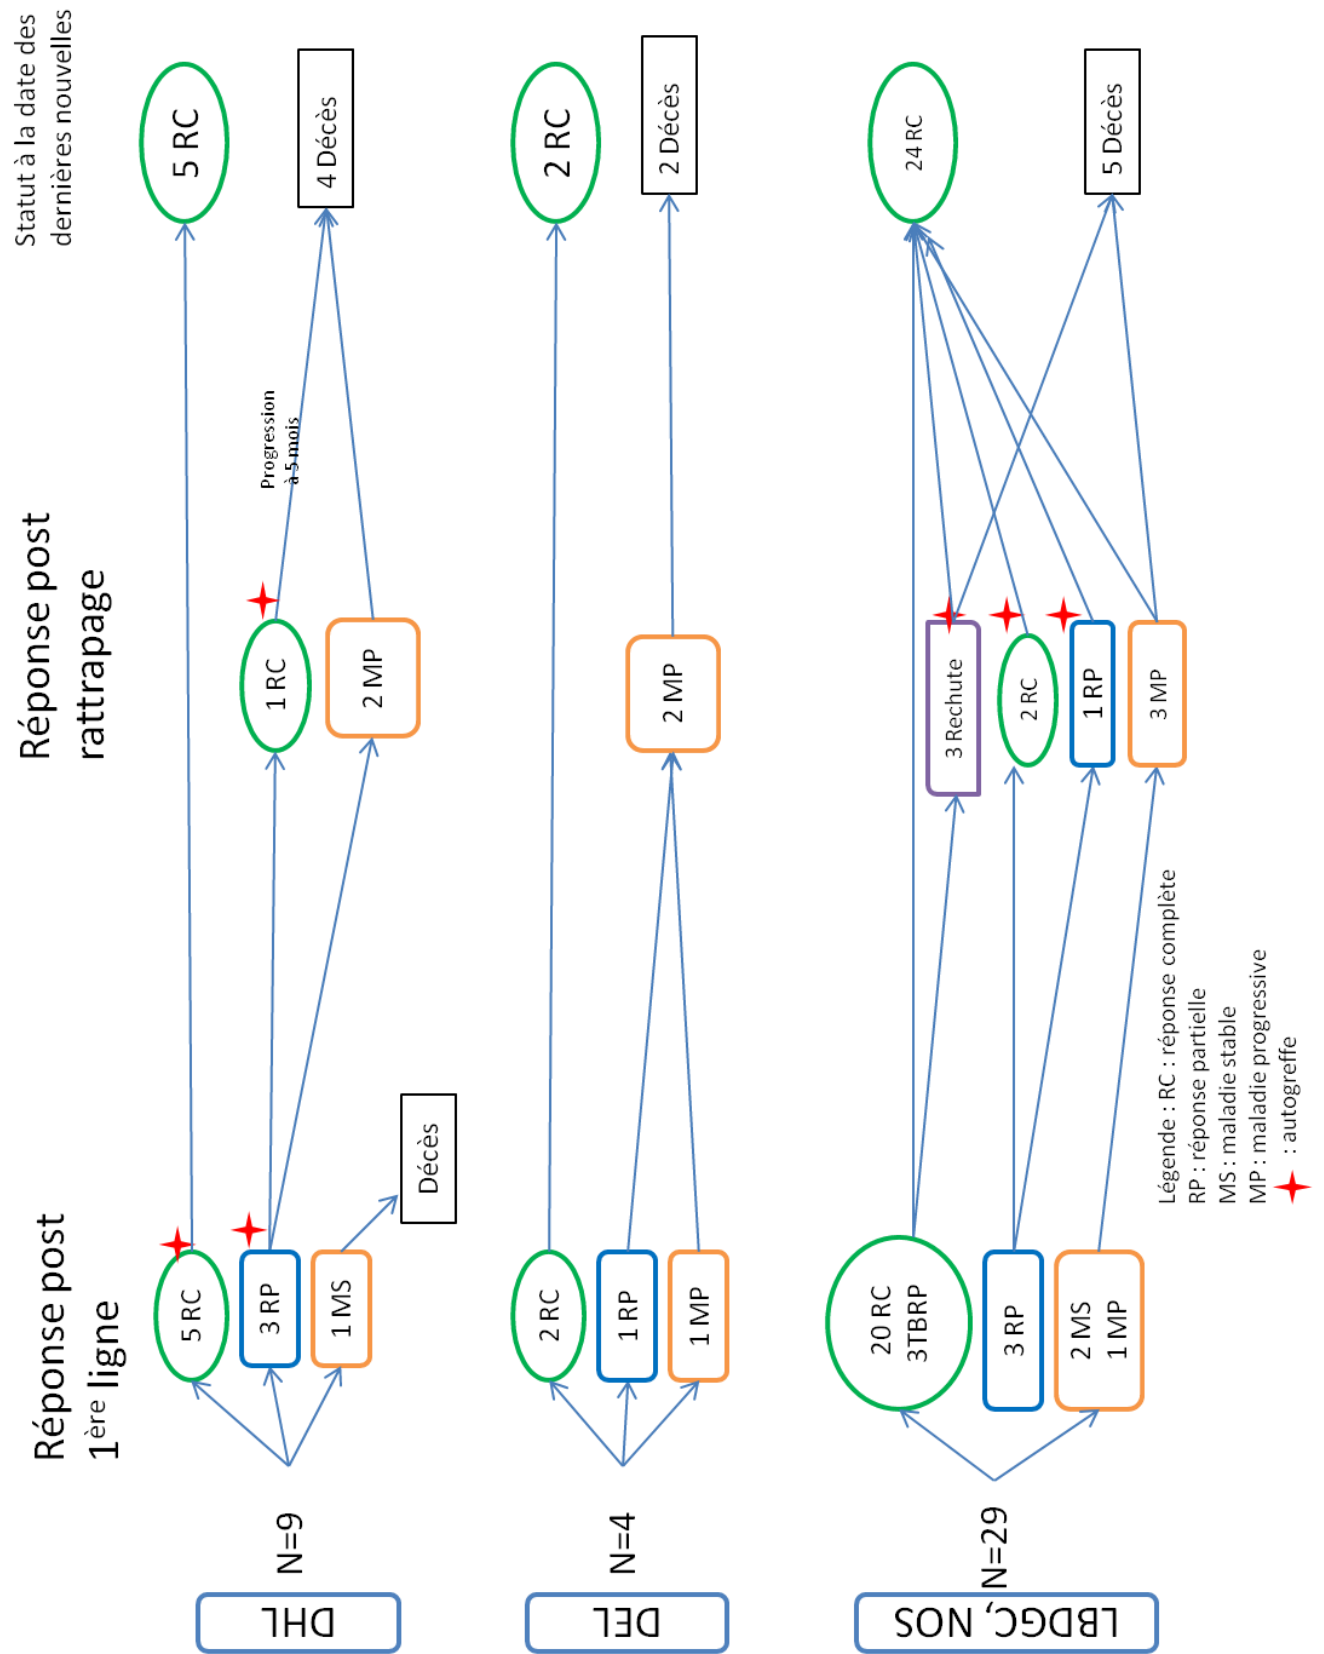 Réponse post
1ère ligne
Réponse post
rattrapage
Statut à la date des
dernières nouvelles
DHL
N=9
5 RC
3 RP
1 MS
Décès
1 RC
2 MP
Progression
à 5 mois
5 RC
4 Décès
DEL
N=4
2 RC
1 RP
1 MP
2 MP
2 RC
2 Décès
LBDGC, NOS
N=29
20 RC
3TBRP
3 RP
2 MS
1 MP
3 Rechute
2 RC
1 RP
3 MP
24 RC
5 Décès
Légende : RC : réponse complète
RP : réponse partielle
MS : maladie stable
MP : maladie progressive
: autogreffe